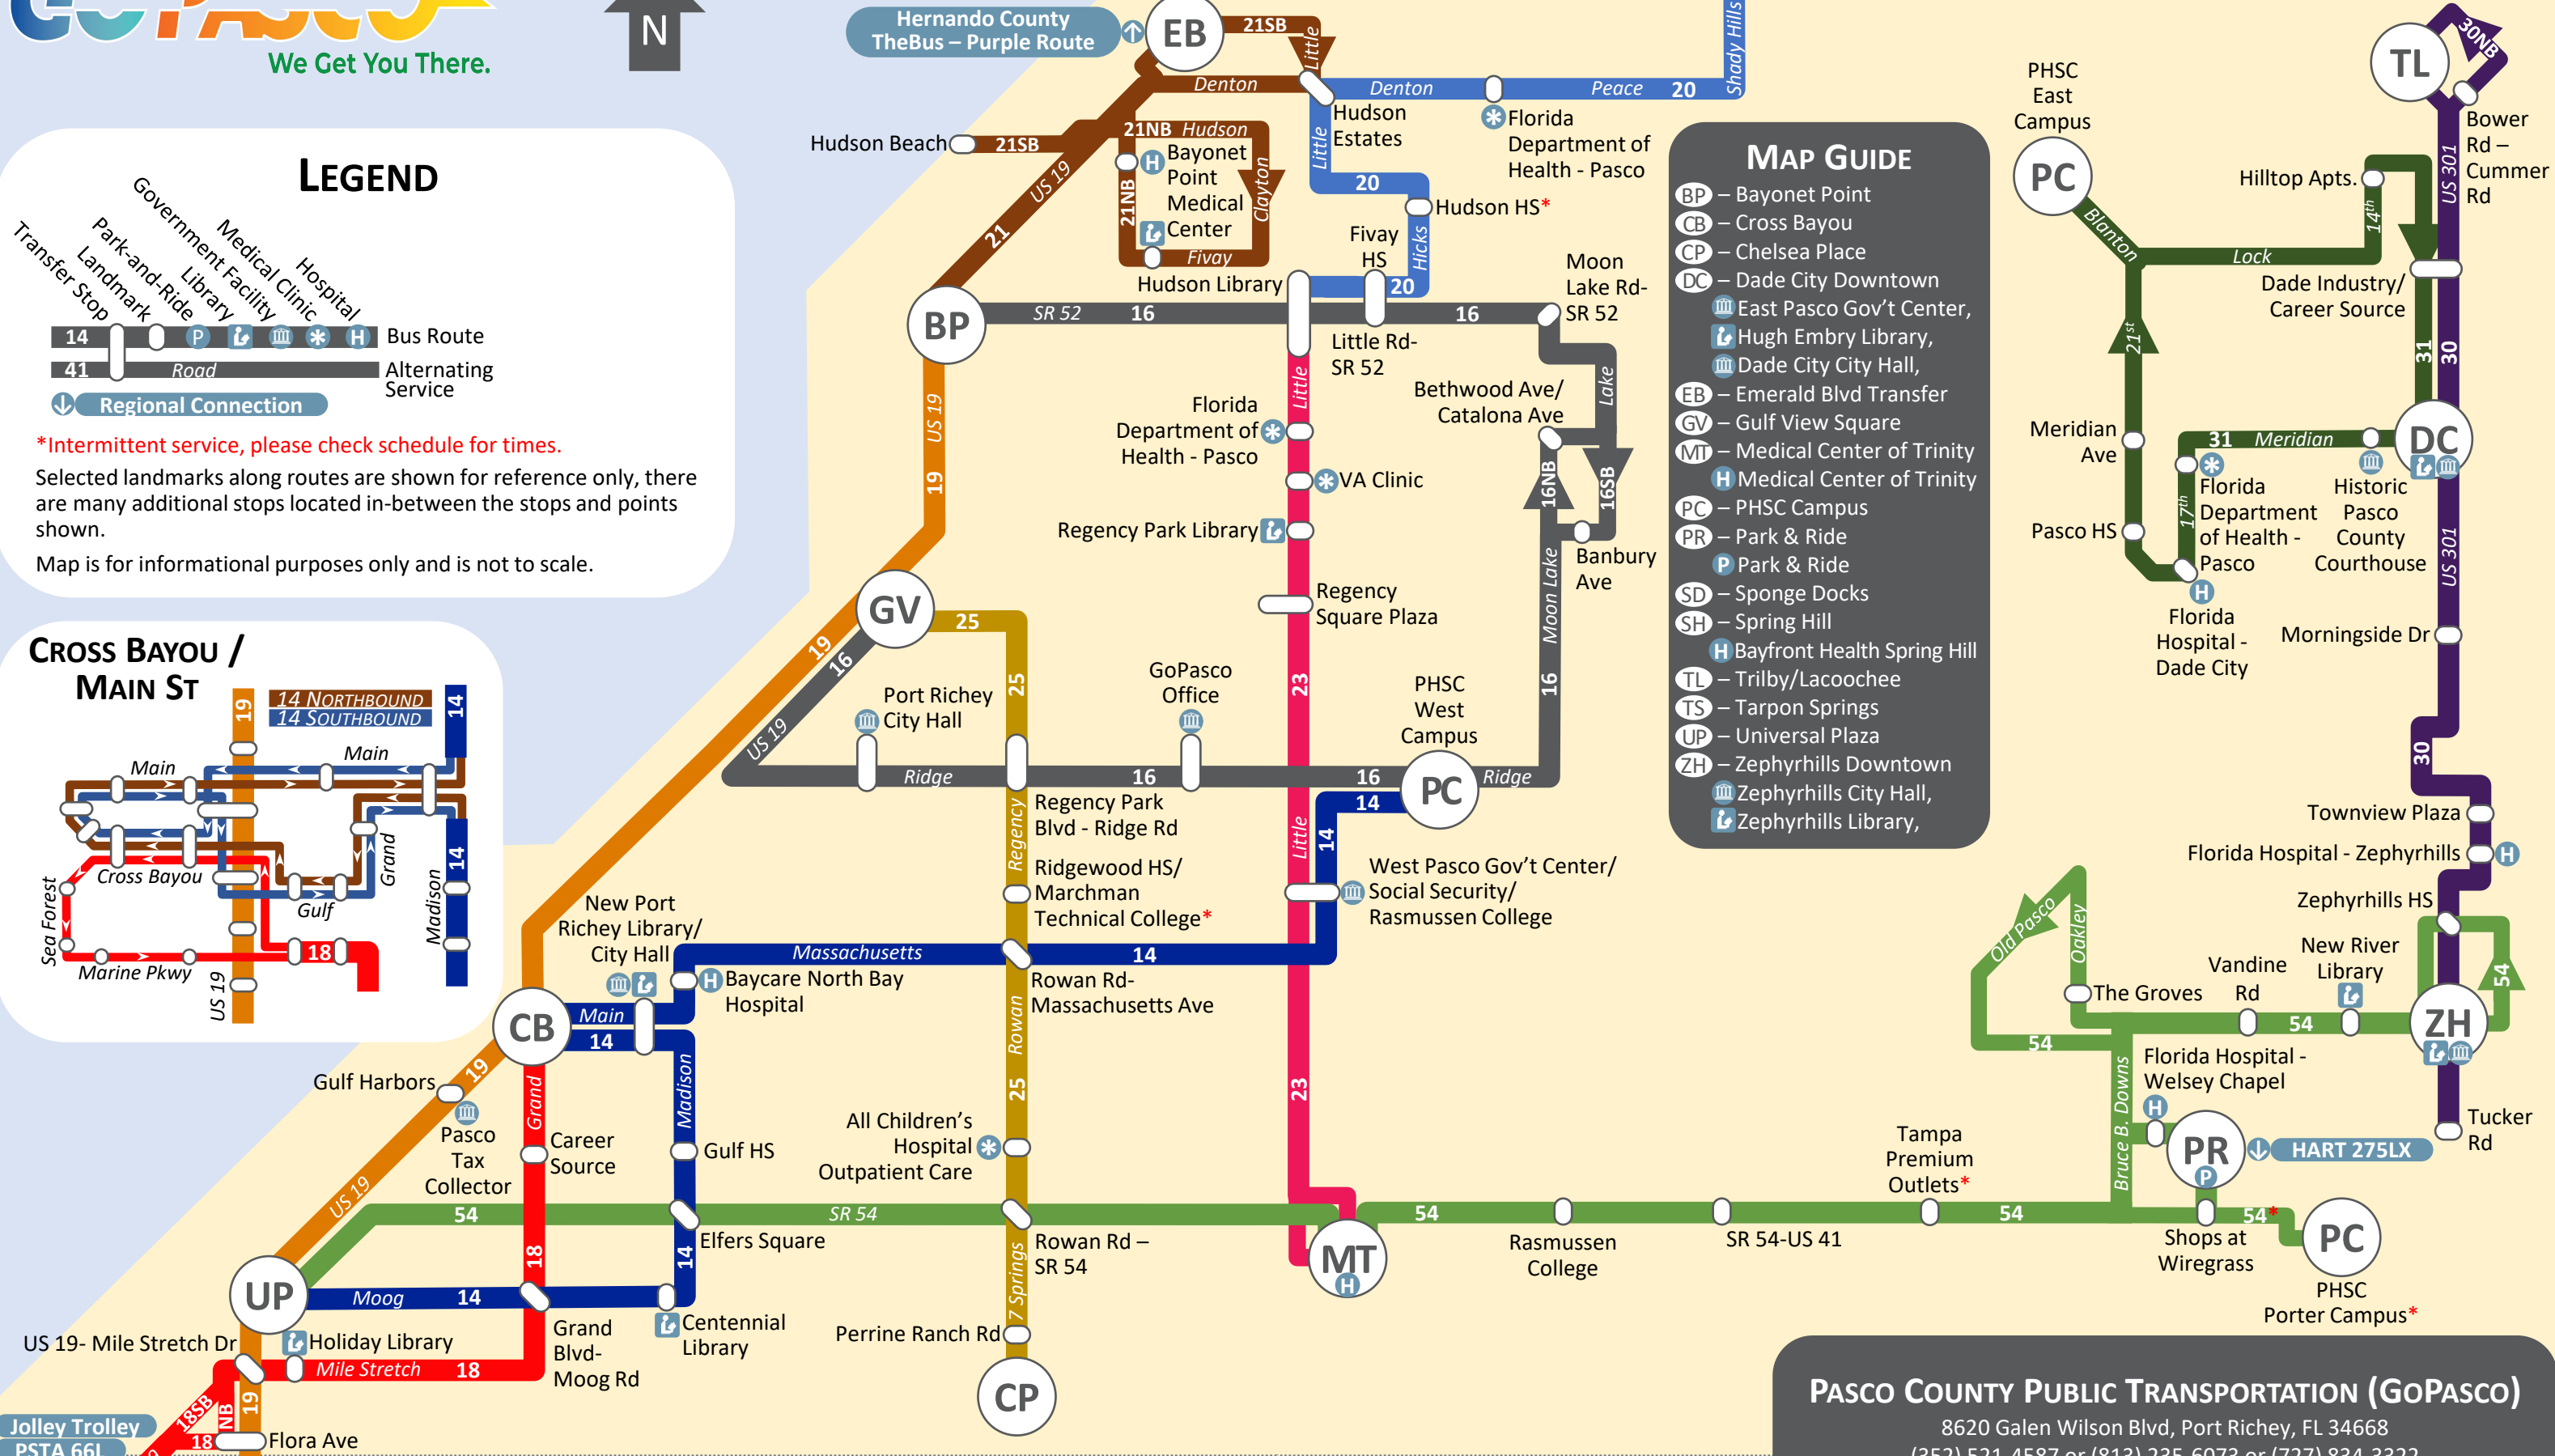 GOPASCO
We Get You There.
N
LEGEND
Transfer Stop
Landmark
Park-and-Ride
Library
Government Facility
Medical Clinic
Hospital
14
P
H
Bus Route
41
Road
Alternating
Service
Regional Connection
*Intermittent service, please check schedule for times.
Selected landmarks along routes are shown for reference only, there
are many additional stops located in-between the stops and points
shown.
Map is for informational purposes only and is not to scale.
CROSS BAYOU /
MAIN ST
19
14 NORTHBOUND
14 SOUTHBOUND
14
Main
Main
Cross Bayou
Grand
Gulf
Sea Forest
Marine Pkwy
18
Madison
14
US 19
Hernando County
TheBus – Purple Route
EB
21SB
Little
Denton
Denton
Peace
20
Shady Hills
Hudson
Estates
Florida
Department of
Health - Pasco
Hudson Beach
21SB
21NB
Hudson
H
Bayonet
Point
Medical
Center
21NB
Clayton
Fivay
US 19
21
Little
20
Hudson HS*
Hicks
Fivay
HS
20
Hudson Library
Moon
Lake Rd-
SR 52
BP
SR 52
16
16
Little Rd-
SR 52
US 19
19
Little
Lake
Bethwood Ave/
Catalona Ave
Florida
Department of
Health - Pasco
VA Clinic
Regency Park Library
16NB
16SB
Banbury
Ave
Regency
Square Plaza
Moon Lake
16
GV
25
25
19
16
US 19
23
Port Richey
City Hall
GoPasco
Office
PHSC
West
Campus
Ridge
16
16
PC
Ridge
14
14
Little
Regency
Regency Park
Blvd - Ridge Rd
Ridgewood HS/
Marchman
Technical College*
West Pasco Gov't Center/
Social Security/
Rasmussen College
New Port
Richey Library/
City Hall
Massachusetts
14
H
Baycare North Bay
Hospital
Rowan Rd-
Massachusetts Ave
Rowan
CB
Main
14
Gulf Harbors
19
Pasco
Tax
Collector
Grand
Career
Source
Madison
Gulf HS
25
23
All Children's
Hospital
Outpatient Care
US 19
54
SR 54
18
14
Elfers Square
Rowan Rd –
SR 54
7 Springs
MT
H
UP
Moog
14
Centennial
Library
Perrine Ranch Rd
CP
US 19- Mile Stretch Dr
Holiday Library
Mile Stretch
18
Grand
Blvd-
Moog Rd
18SB
NB
19
18
Flora Ave
Jolley Trolley
PSTA 66L
54
Rasmussen
College
SR 54-US 41
Tampa
Premium
Outlets*
54
Bruce B. Downs
Shops at
Wiregrass
54*
PC
PHSC
Porter Campus*
PR
P
HART 275LX
H
Florida Hospital -
Welsey Chapel
54
Old Pasco
Oakley
The Groves
Vandine
Rd
54
New River
Library
ZH
54
Tucker
Rd
Zephyrhills HS
Florida Hospital - Zephyrhills
H
Townview Plaza
30
Morningside Dr
US 301
DC
Historic
Pasco
County
Courthouse
31
Meridian
17th
Florida
Department
of Health -
Pasco
H
Florida
Hospital -
Dade City
Pasco HS
Meridian
Ave
21st
31
30
Dade Industry/
Career Source
Lock
14th
Hilltop Apts.
Blanton
PC
PHSC
East
Campus
US 301
Bower
Rd –
Cummer
Rd
TL
30NB
MAP GUIDE
BP – Bayonet Point
CB – Cross Bayou
CP – Chelsea Place
DC – Dade City Downtown
East Pasco Gov't Center,
Hugh Embry Library,
Dade City City Hall,
EB – Emerald Blvd Transfer
GV – Gulf View Square
MT – Medical Center of Trinity
H Medical Center of Trinity
PC – PHSC Campus
PR – Park & Ride
P Park & Ride
SD – Sponge Docks
SH – Spring Hill
H Bayfront Health Spring Hill
TL – Trilby/Lacoochee
TS – Tarpon Springs
UP – Universal Plaza
ZH – Zephyrhills Downtown
Zephyrhills City Hall,
Zephyrhills Library,
PASCO COUNTY PUBLIC TRANSPORTATION (GOPASCO)
8620 Galen Wilson Blvd, Port Richey, FL 34668
(352) 521-4587 or (813) 235-6073 or (727) 834-3322